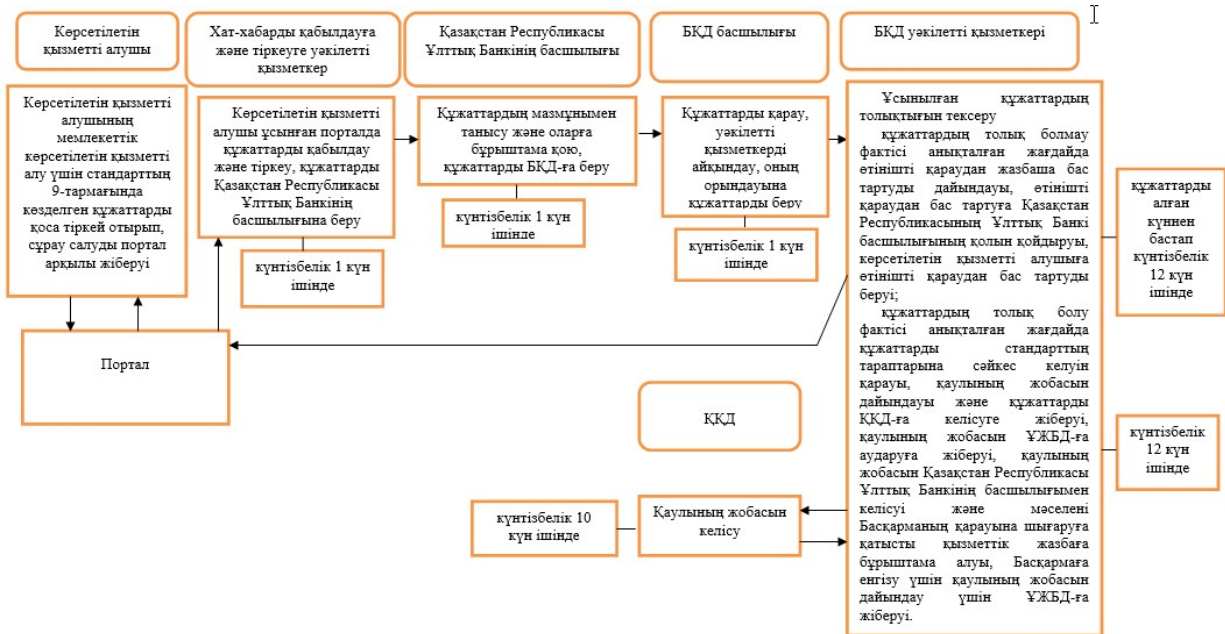 Көрсетілетін
қызметті алушы
Хат-хабарды қабылдауға
және тіркеуге уәкілетті
қызметкер
Қазақстан Республикасы
Ұлттық Банкінің басшылығы
БҚД басшылығы
БҚД уәкілетті қызметкері
Көрсетілетін қызметті
алушының
мемлекеттік
көрсетілетін қызметті
алу үшін стандарттың
9-тармағында
көзделген құжаттарды
қоса тіркей отырып,
сұрау салуды портал
арқылы жіберуі
Көрсетілетін қызметті
алушы ұсынған порталда
құжаттарды қабылдау
және тіркеу, құжаттарды
Қазақстан Республикасы
Ұлттық Банкінің
басшылығына беру
күнтізбелік 1 күн
ішінде
Құжаттардың мазмұнымен
танысу және оларға
бұрыштама қою,
құжаттарды БҚД-ға беру
күнтізбелік 1 күн
ішінде
Құжаттарды қарау,
уәкілетті
қызметкерді
айқындау, оның
орындауына
құжаттарды беру
күнтізбелік 1 күн
ішінде
Ұсынылған құжаттардың
толықтығын тексеру
құжаттардың толық болмау
фактісі анықталған жағдайда
өтінішті қараудан жазбаша бас
тартуды дайындауы, өтінішті
қараудан бас тартуға Қазақстан
Республикасының Ұлттық Банкі
басшылығының қолын қойдыруы,
көрсетілетін қызметті алушыға
өтінішті қараудан бас тартуды
беруі;
құжаттардың толық болу
фактісі анықталған жағдайда
құжаттарды стандарттың
тараптарына сәйкес келуін
қарауы, қаулының жобасын
дайындауы және құжаттарды
ҚҚД-ға келісуге жіберуі,
қаулының жобасын ҰЖБД-ға
аударуға жіберуі, қаулының
жобасын Қазақстан Республикасы
Ұлттық Банкінің басшылығымен
келісуі және мәселені
Басқарманың қарауына шығаруға
қатысты қызметтік жазбаға
бұрыштама алуы, Басқармаға
енгізу үшін қаулының жобасын
дайындау үшін ҰЖБД-ға
жіберуі.
құжаттарды
алған
күннен
бастап
күнтізбелік
12 күн
ішінде
күнтізбелік
12 күн
ішінде
Портал
ҚҚД
күнтізбелік 10
күн ішінде
Қаулының жобасын
келісу